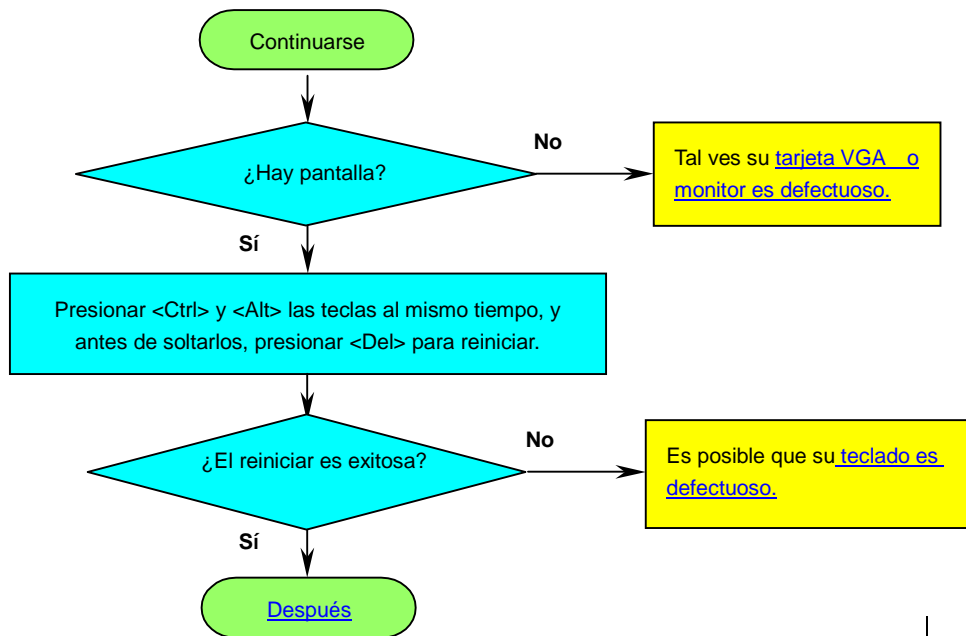 Continuarse
¿Hay pantalla?
No
Tal ves su tarjeta VGA o
monitor es defectuoso.
Sí
Presionar <Ctrl> y <Alt> las teclas al mismo tiempo, y
antes de soltarlos, presionar <Del> para reiniciar.
¿El reiniciar es exitosa?
No
Es posible que su teclado es
defectuoso.
Sí
Después